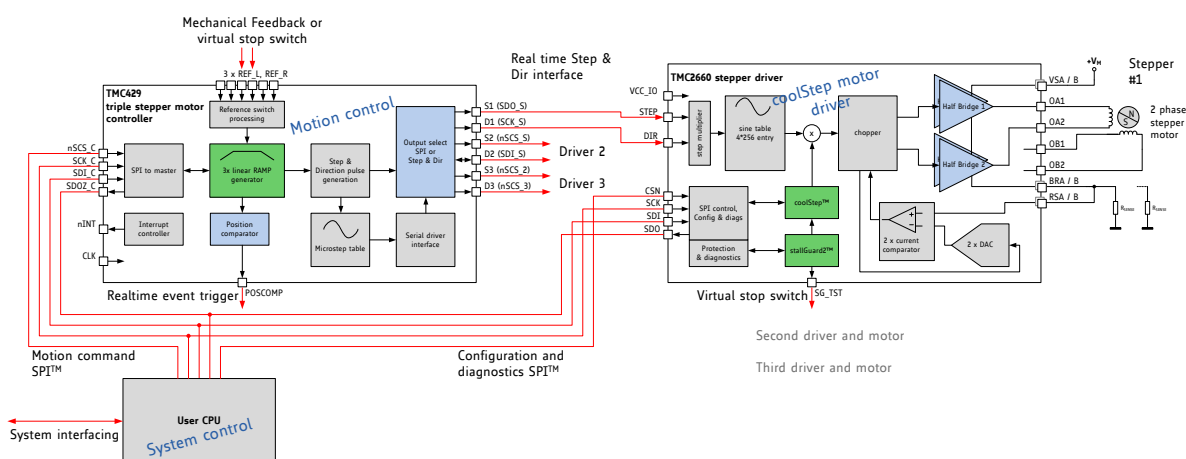 Mechanical Feedback or
virtual stop switch
3 x REF_L, REF_R
TMC429
triple stepper motor
controller
Reference switch
processing
Motion control
nSCS_C
SCK_C
SDI_C
SDOZ_C
nINT
CLK
SPI to master
3x linear RAMP
generator
Step &
Direction pulse
generation
Output select
SPI or
Step & Dir
Interrupt
controller
Position
comparator
Microstep table
Serial driver
interface
S1 (SDO_S)
D1 (SCK_S)
S2 (nSCS_S)
D2 (SDI_S)
S3 (nSCS_2)
D3 (nSCS_3)
Driver 2
Driver 3
Realtime event trigger
POSCOMP
Real time Step &
Dir interface
TMC2660 stepper driver
coolStep motor
driver
VCC_IO
STEP
DIR
step multiplier
sine table
4*256 entry
x
chopper
Half Bridge 1
Half Bridge 2
+VM
VSA / B
OA1
OA2
OB1
OB2
BRA / B
RSA / B
Stepper
#1
N
S
2 phase
stepper
motor
RSENSE
RSENSE
CSN
SCK
SDI
SDO
SPI control,
Config & diags
Protection
& diagnostics
coolStep™
stallGuard2™
2 x current
comparator
2 x DAC
Virtual stop switch
SG_TST
Second driver and motor
Third driver and motor
Motion command
SPI™
Configuration and
diagnostics SPI™
User CPU
System control
System interfacing